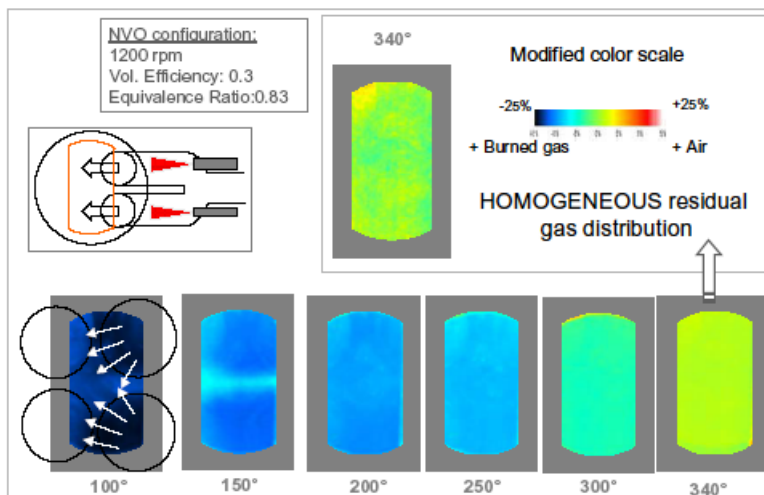 NVO configuration:
1200 rpm
Vol. Efficiency: 0.3
Equivalence Ratio:0.83
340°
Modified color scale
-25%
+25%
+ Burned gas
+ Air
HOMOGENEOUS residual
gas distribution
100°
150°
200°
250°
300°
340°